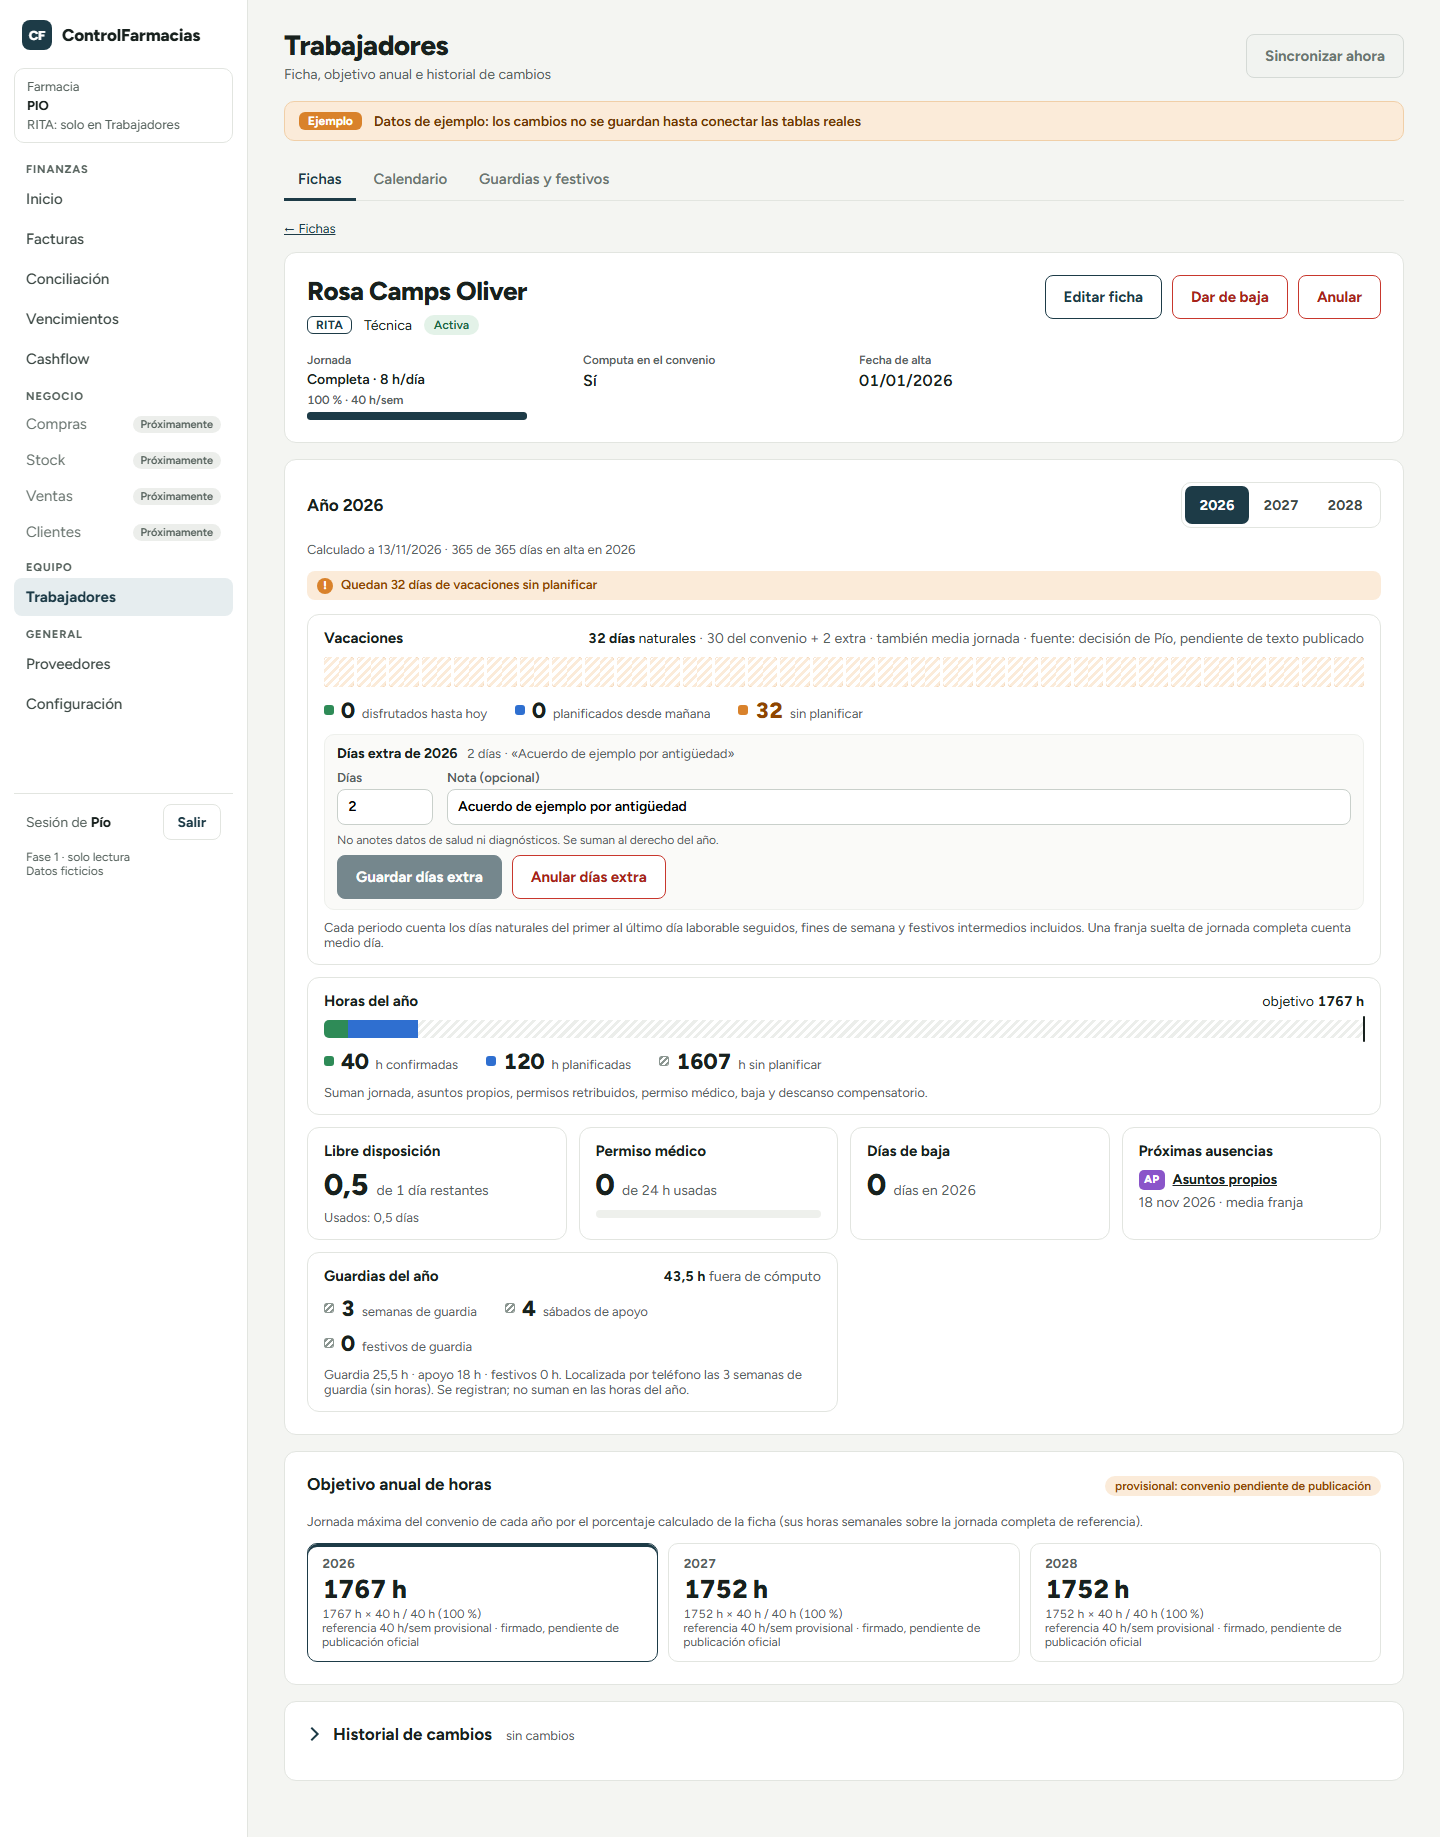 CF ControlFarmacias
Farmacia
PIO
RITA: solo en Trabajadores
FINANZAS
Inicio
Facturas
Conciliación
Vencimientos
Cashflow
NEGOCIO
Compras Próximamente
Stock Próximamente
Ventas Próximamente
Clientes Próximamente
EQUIPO
Trabajadores
GENERAL
Proveedores
Configuración
Sesión de Pío Salir
Fase 1 · solo lectura
Datos ficticios
Trabajadores
Ficha, objetivo anual e historial de cambios
Sincronizar ahora
Ejemplo Datos de ejemplo: los cambios no se guardan hasta conectar las tablas reales
Fichas Calendario Guardias y festivos
← Fichas
Rosa Camps Oliver
Editar ficha Dar de baja Anular
RITA Técnica Activa
Jornada
Completa · 8 h/día
100 % · 40 h/sem
Computa en el convenio
Sí
Fecha de alta
01/01/2026
Año 2026
2026 2027 2028
Calculado a 13/11/2026 · 365 de 365 días en alta en 2026
! Quedan 32 días de vacaciones sin planificar
Vacaciones 32 días naturales · 30 del convenio + 2 extra · también media jornada · fuente: decisión de Pío, pendiente de texto publicado
0 disfrutados hasta hoy 0 planificados desde mañana 32 sin planificar
Días extra de 2026 2 días · «Acuerdo de ejemplo por antigüedad»
Días Nota (opcional)
2 Acuerdo de ejemplo por antigüedad
No anotes datos de salud ni diagnósticos. Se suman al derecho del año.
Guardar días extra Anular días extra
Cada periodo cuenta los días naturales del primer al último día laborable seguidos, fines de semana y festivos intermedios incluidos. Una franja suelta de jornada completa cuenta
medio día.
Horas del año objetivo 1767 h
40 h confirmadas 120 h planificadas 1607 h sin planificar
Suman jornada, asuntos propios, permisos retribuidos, permiso médico, baja y descanso compensatorio.
Libre disposición
0,5 de 1 día restantes
Usados: 0,5 días
Permiso médico
0 de 24 h usadas
Días de baja
0 días en 2026
Próximas ausencias
AP Asuntos propios
18 nov 2026 · media franja
Guardias del año 43,5 h fuera de cómputo
3 semanas de guardia 4 sábados de apoyo
0 festivos de guardia
Guardia 25,5 h · apoyo 18 h · festivos 0 h. Localizada por teléfono las 3 semanas de
guardia (sin horas). Se registran; no suman en las horas del año.
Objetivo anual de horas provisional: convenio pendiente de publicación
Jornada máxima del convenio de cada año por el porcentaje calculado de la ficha (sus horas semanales sobre la jornada completa de referencia).
2026
1767 h
1767 h × 40 h / 40 h (100 %)
referencia 40 h/sem provisional · firmado, pendiente de
publicación oficial
2027
1752 h
1752 h × 40 h / 40 h (100 %)
referencia 40 h/sem provisional · firmado, pendiente de
publicación oficial
2028
1752 h
1752 h × 40 h / 40 h (100 %)
referencia 40 h/sem provisional · firmado, pendiente de
publicación oficial
Historial de cambios sin cambios